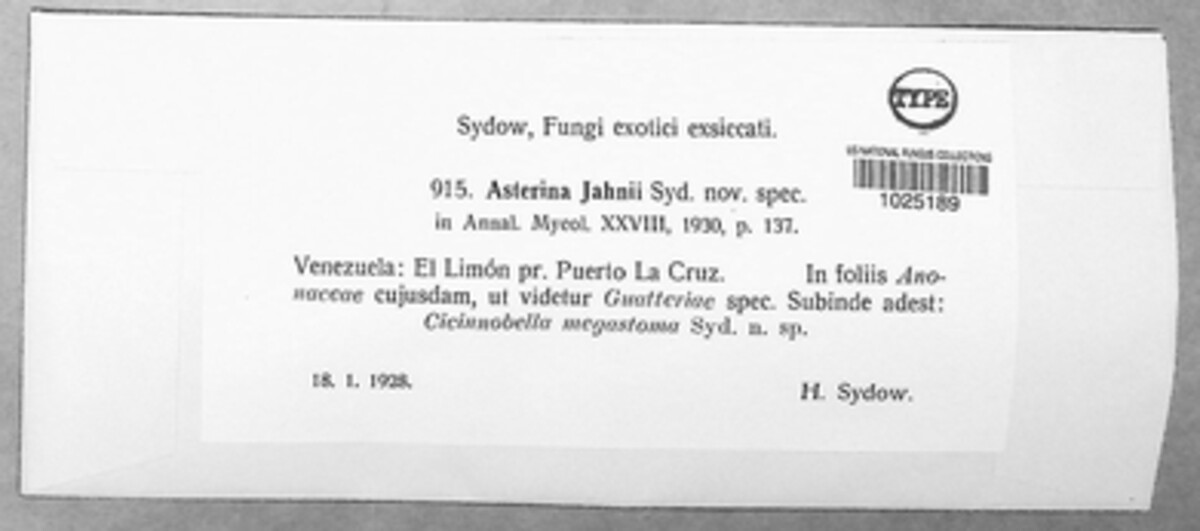 TYPE
Sydow, Fungi exotici exsiccati.
US NATIONAL FUNGUS COLLECTIONS
1025189
915. Asterina Jahnii Syd. nov. spec.
in Annal. Mycol. XXVIII, 1930, p. 137.
Venezuela: El Limón pr. Puerto La Cruz. In foliis Ano-
naceae cujusdam, ut videtur Guatteriae spec. Subinde adest:
Cicinnobella megastoma Syd. n. sp.
18. 1. 1928.
H. Sydow.